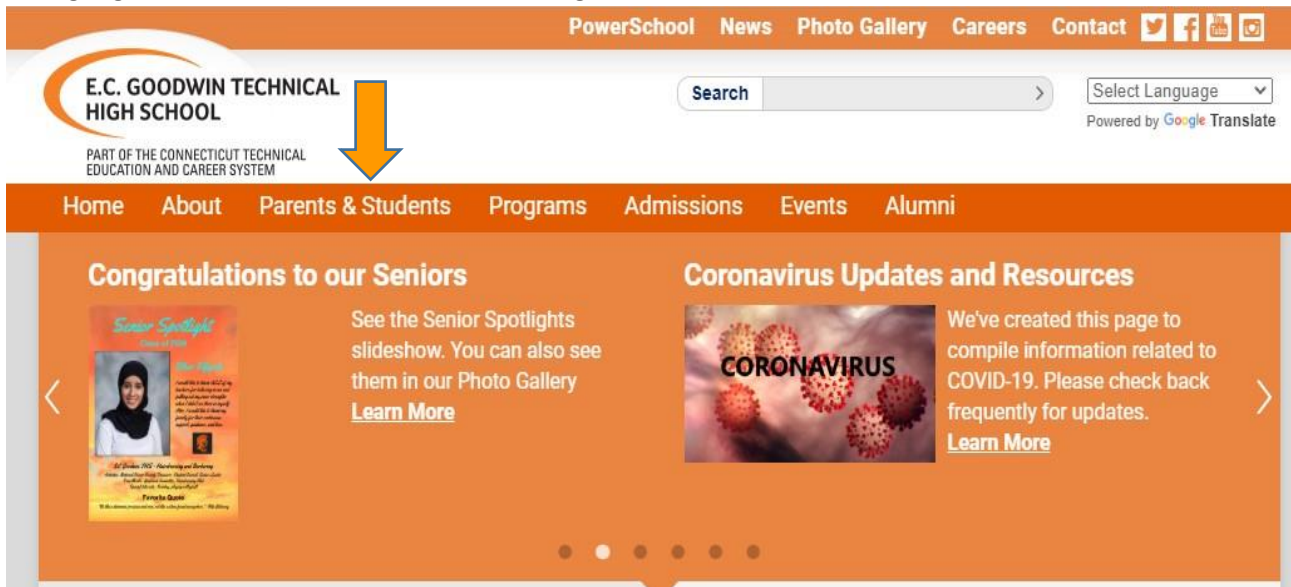 PowerSchool News Photo Gallery Careers Contact
E.C. GOODWIN TECHNICAL
HIGH SCHOOL
PART OF THE CONNECTICUT TECHNICAL
EDUCATION AND CAREER SYSTEM
Search
Select Language
Powered by Google Translate
Home About Parents & Students Programs Admissions Events Alumni
Congratulations to our Seniors
Senior Spotlight
See the Senior Spotlights
slideshow. You can also see
them in our Photo Gallery
Learn More
Favorite Quote
Coronavirus Updates and Resources
CORONAVIRUS
We've created this page to
compile information related to
COVID-19. Please check back
frequently for updates.
Learn More